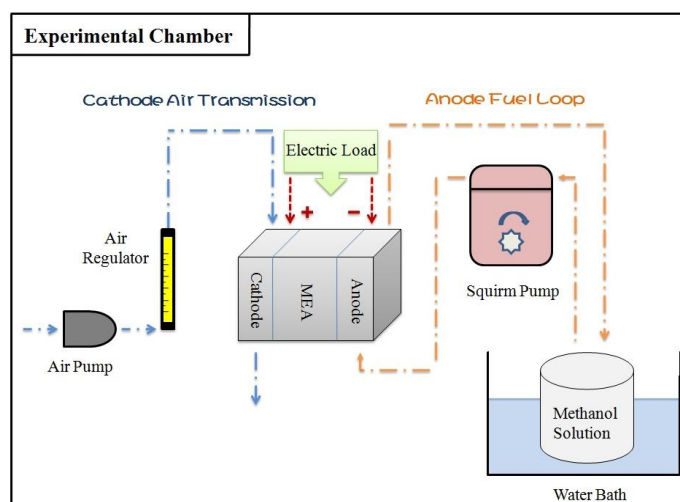 Experimental Chamber
Cathode Air Transmission
Anode Fuel Loop
Electric Load
+
−
Air
Regulator
Cathode
MEA
Anode
Squirm Pump
Air Pump
Methanol
Solution
Water Bath